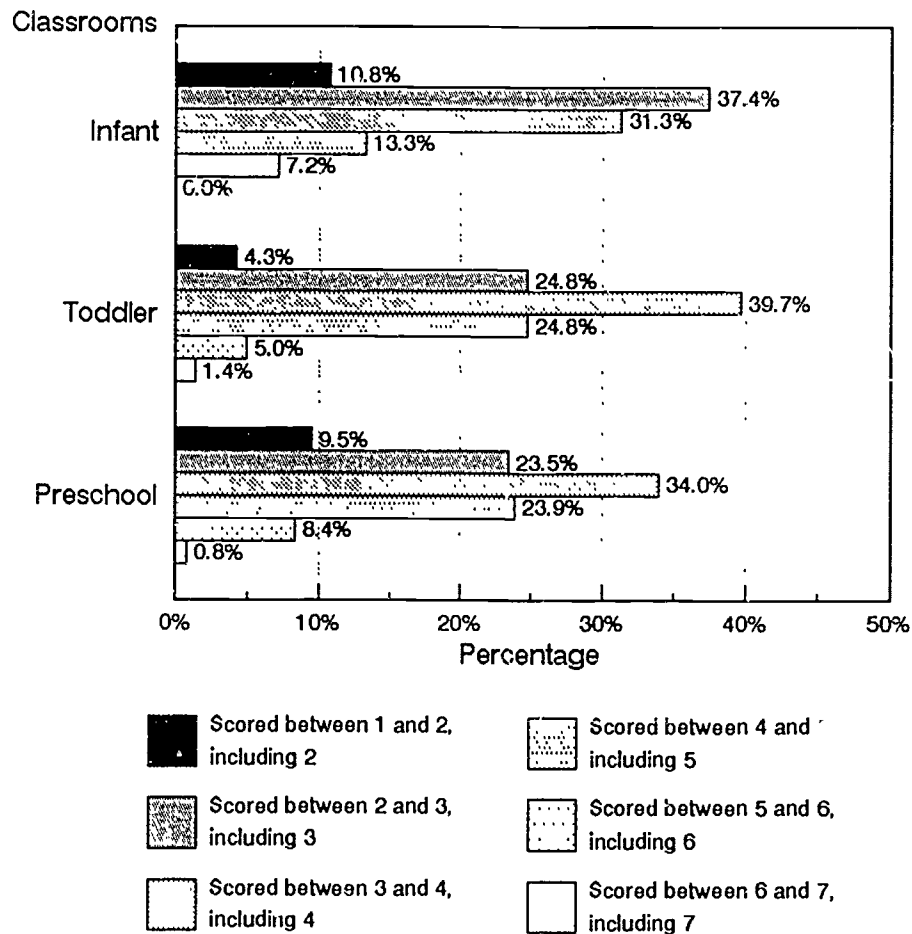 Classrooms
Infant
10.8%
37.4%
31.3%
13.3%
7.2%
0.0%
Toddler
4.3%
24.8%
39.7%
24.8%
5.0%
1.4%
Preschool
9.5%
23.5%
34.0%
23.9%
8.4%
0.8%
0% 10% 20% 30% 40% 50%
Percentage
Scored between 1 and 2,
including 2
Scored between 2 and 3,
including 3
Scored between 3 and 4,
including 4
Scored between 4 and
including 5
Scored between 5 and 6,
including 6
Scored between 6 and 7,
including 7